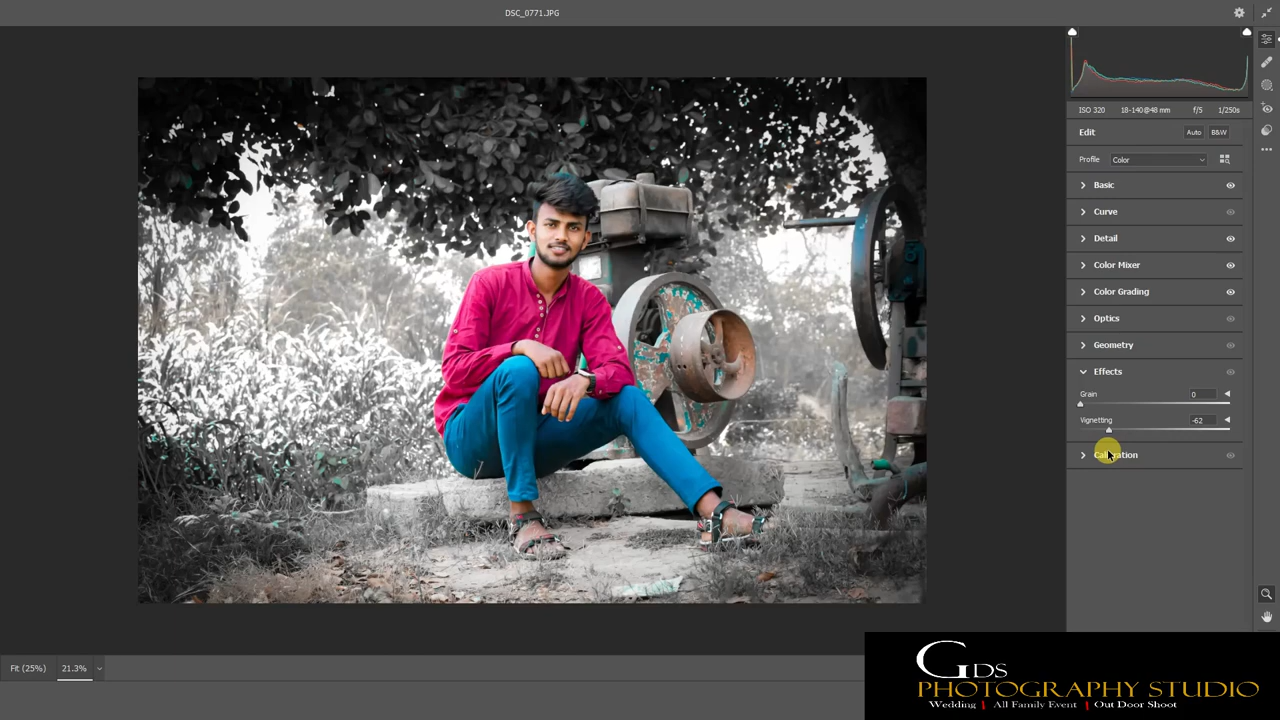 DSC_0771.JPG
ISO 320 18-140@48 mm f/5 1/250s
Edit Auto B&W
Profile Color
Basic
Curve
Detail
Color Mixer
Color Grading
Optics
Geometry
Effects
Grain 0
Vignetting -62
Calibration
Fit (25%) 21.3%
GDS
PHOTOGRAPHY STUDIO
Wedding | All Family Event | Out Door Shoot